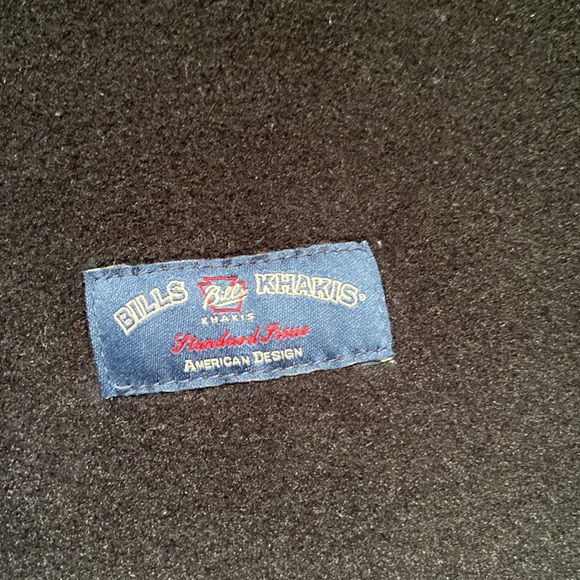 BILLS Bills KHAKIS®
KHAKIS
Standard Issue
AMERICAN DESIGN